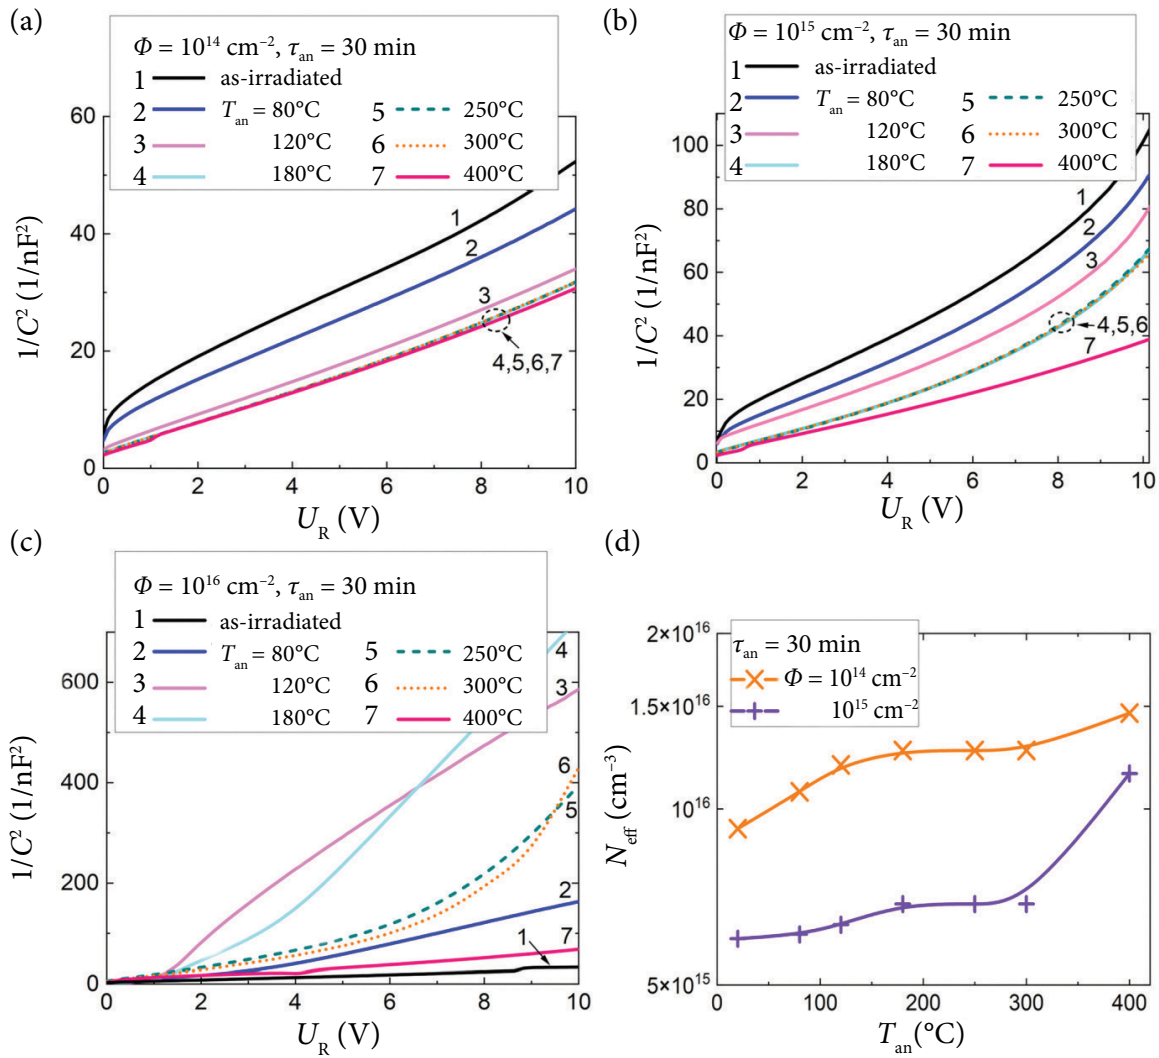 (a)
Φ = 10¹⁴ cm⁻², τan = 30 min
1 as-irradiated
2 Tan = 80°C 5 250°C
3 120°C 6 300°C
4 180°C 7 400°C
60
40
20
0
1/C² (1/nF²)
1
2
3
4,5,6,7
0 2 4 6 8 10
UR (V)
(b)
Φ = 10¹⁵ cm⁻², τan = 30 min
1 as-irradiated
2 Tan = 80°C 5 250°C
3 120°C 6 300°C
4 180°C 7 400°C
100
80
60
40
20
0
1/C² (1/nF²)
1
2
3
4,5,6
7
0 2 4 6 8 10
UR (V)
(c)
Φ = 10¹⁶ cm⁻², τan = 30 min
1 as-irradiated
2 Tan = 80°C 5 250°C
3 120°C 6 300°C
4 180°C 7 400°C
600
400
200
0
1/C² (1/nF²)
4
3
6
5
2
1
7
0 2 4 6 8 10
UR (V)
(d)
τan = 30 min
Φ = 10¹⁴ cm⁻²
10¹⁵ cm⁻²
2×10¹⁶
1.5×10¹⁶
10¹⁶
5×10¹⁵
Neff (cm⁻³)
0 100 200 300 400
Tan(°C)